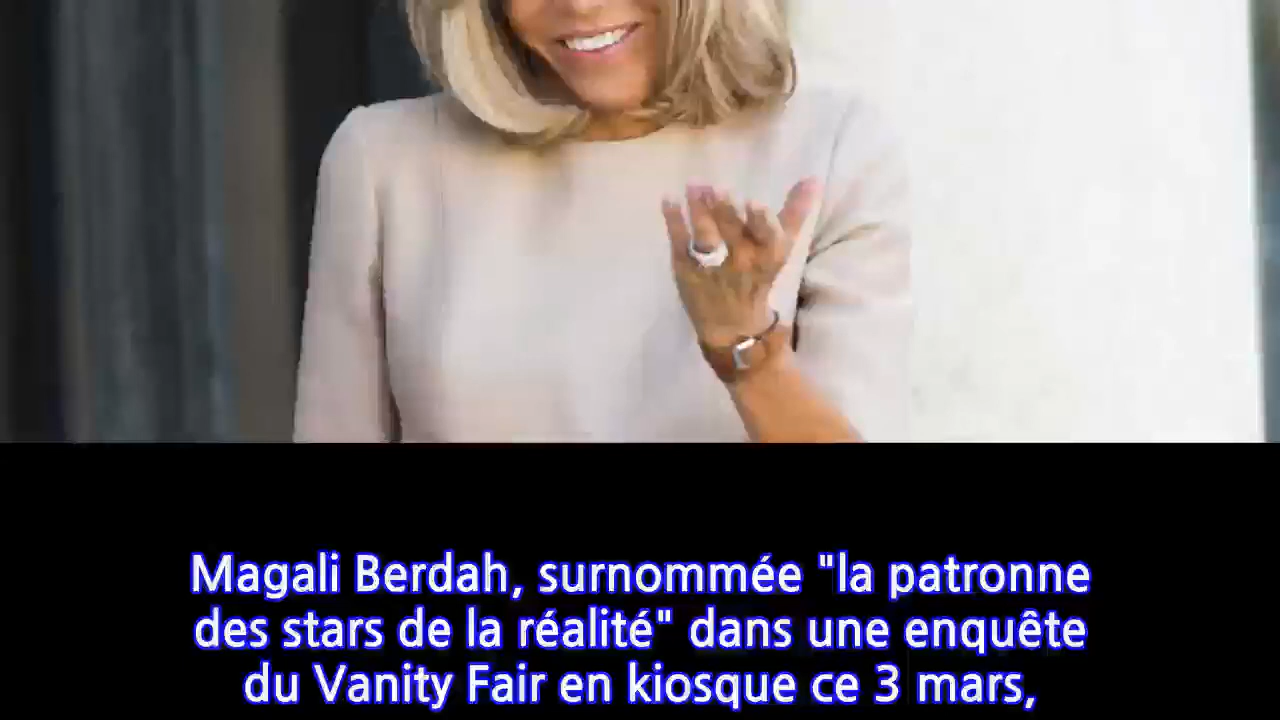 Magali Berdah, surnommée "la patronne
des stars de la réalité" dans une enquête
du Vanity Fair en kiosque ce 3 mars,